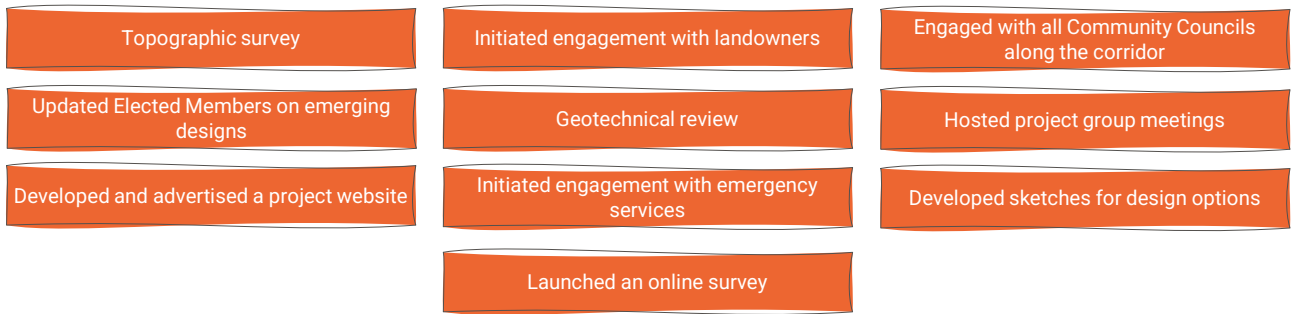 Topographic survey
Initiated engagement with landowners
Engaged with all Community Councils
along the corridor
Updated Elected Members on emerging
designs
Geotechnical review
Hosted project group meetings
Developed and advertised a project website
Initiated engagement with emergency
services
Developed sketches for design options
Launched an online survey